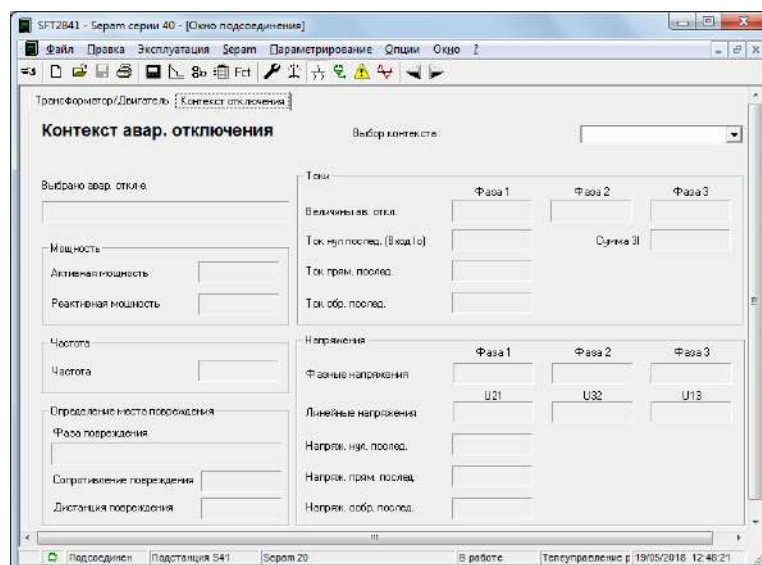 SFT2841 - Sepam серии 40 - [Окно подсоединения]
Файл Правка Эксплуатация Sepam Параметрирование Опции Окно ?
Fct
Трансформатор/Двигатель Контекст отключения
Контекст авар. отключения Выбор контекста
Выбрано авар. откл-е
Токи
Фаза 1 Фаза 2 Фаза 3
Величины ав. откл.
Ток нул послед. (Вход Io) Сумма 3I
Ток прям. послед.
Ток обр. послед.
Мощность
Активная мощность
Реактивная мощность
Частота
Частота
Напряжения
Фаза 1 Фаза 2 Фаза 3
Фазные напряжения
U21 U32 U13
Линейные напряжения
Напряж. нул. послед.
Напряж. прям. послед.
Напряж. обр. послед.
Определение места повреждения
Фаза повреждения
Сопротивление повреждения
Дистанция повреждения
Подсоединен Подстанция S41 Sepam 20 В работе Телеуправление р 19/05/2018 12:48:21